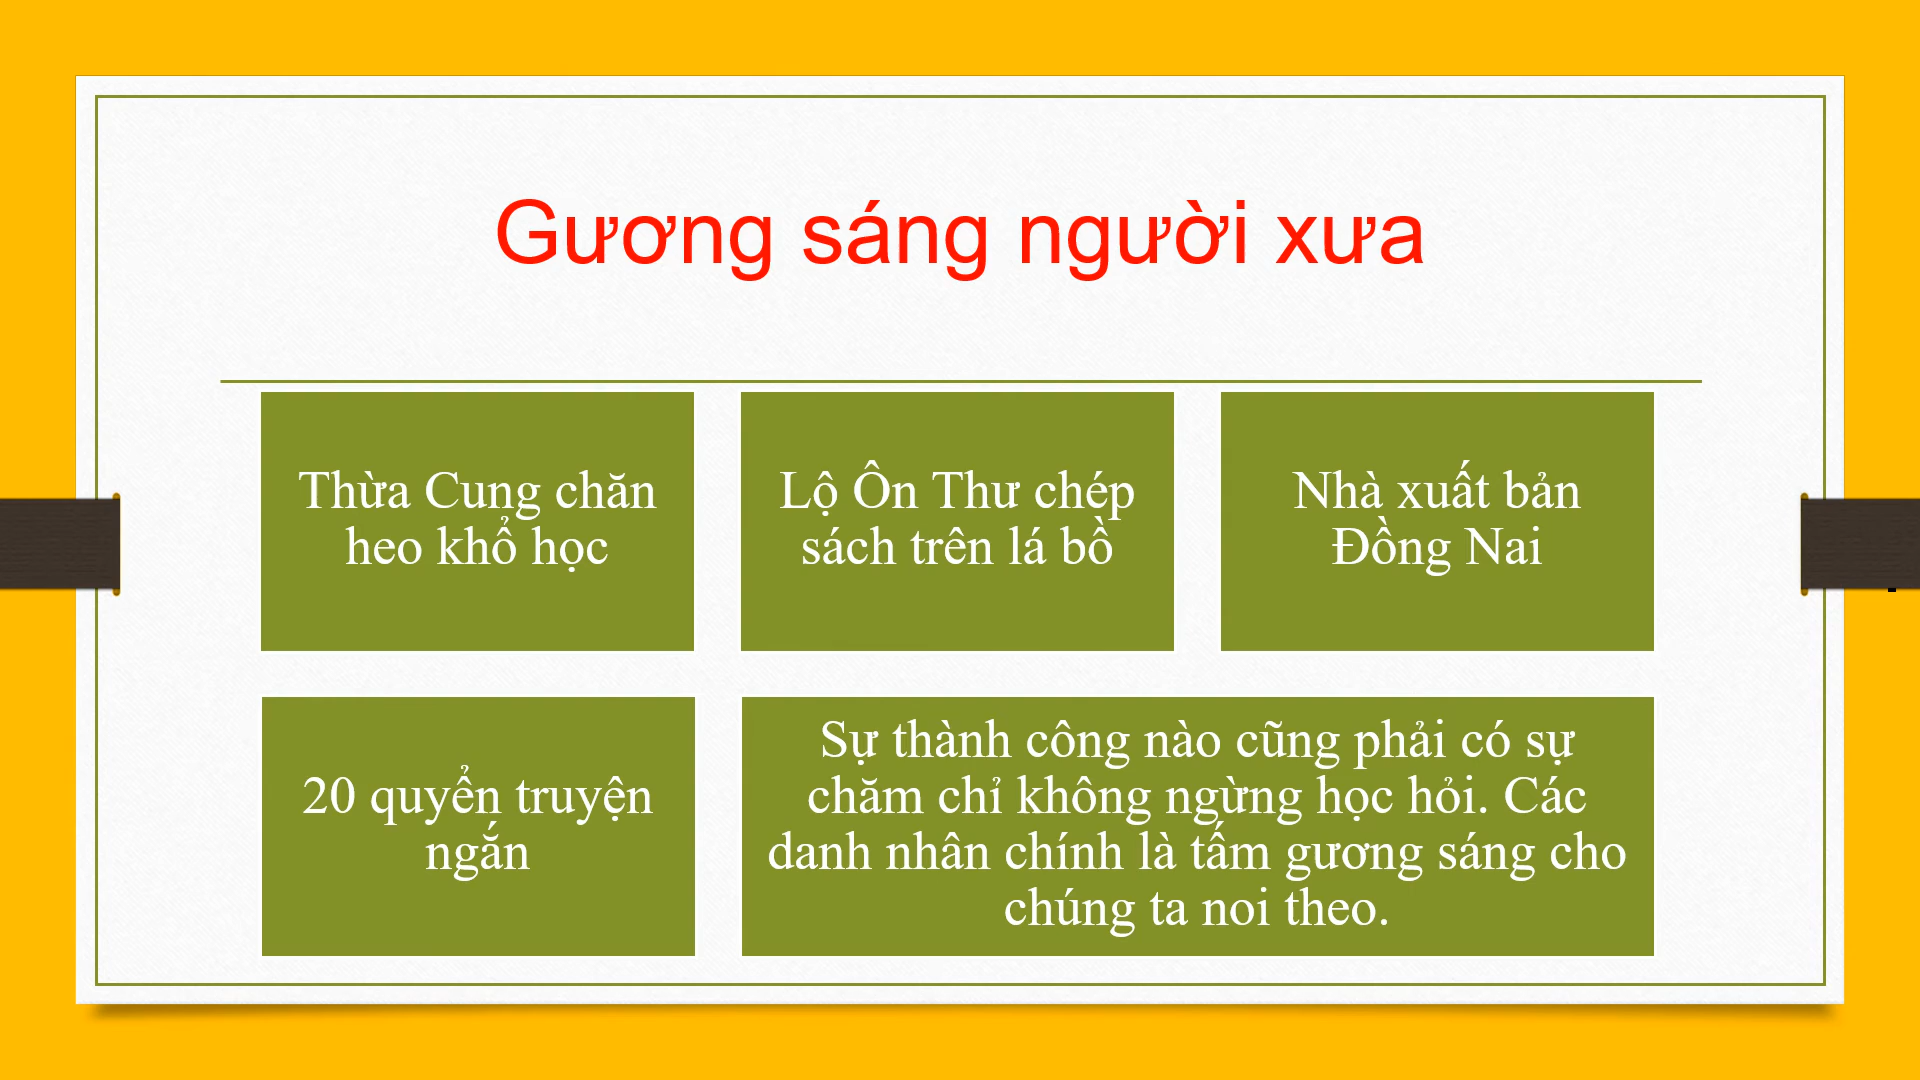 Gương sáng người xưa
Thừa Cung chăn
heo khổ học
Lộ Ôn Thư chép
sách trên lá bồ
Nhà xuất bản
Đồng Nai
20 quyển truyện
ngắn
Sự thành công nào cũng phải có sự
chăm chỉ không ngừng học hỏi. Các
danh nhân chính là tấm gương sáng cho
chúng ta noi theo.